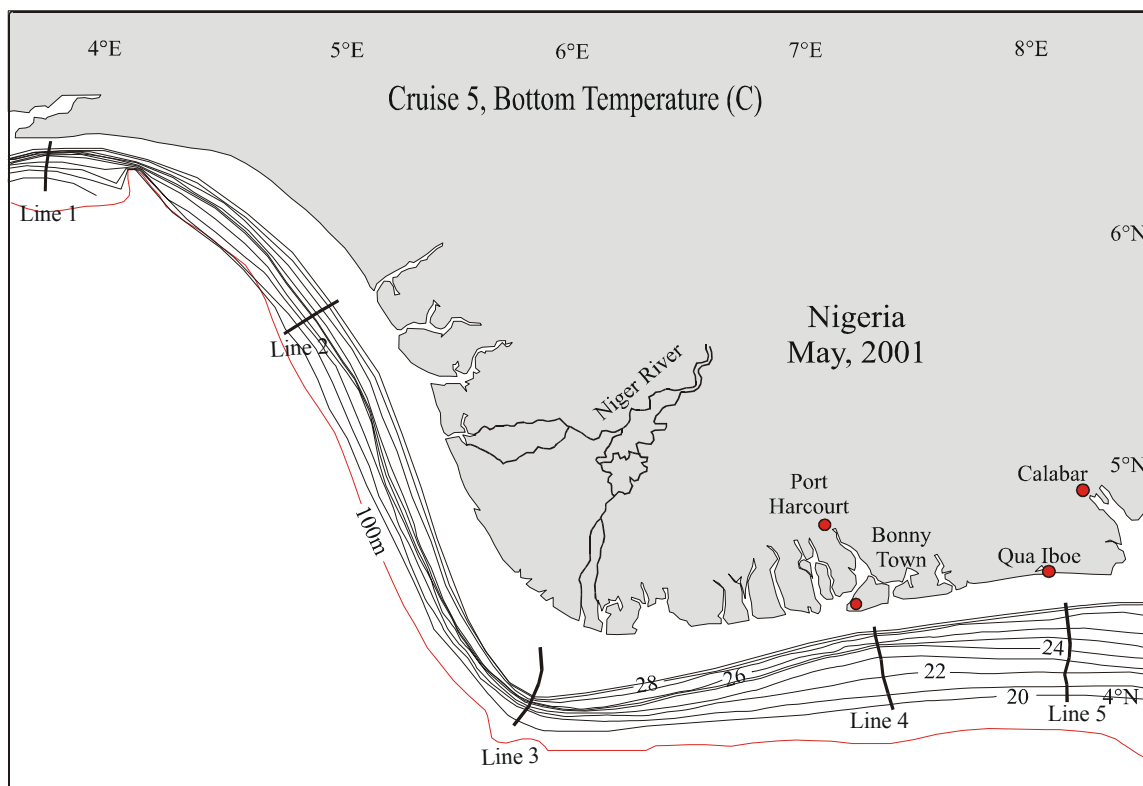 4°E 5°E 6°E 7°E 8°E
Cruise 5, Bottom Temperature (C)
Line 1
6°N
Nigeria
May, 2001
Line 2
Niger River
5°N
Calabar
Port
Harcourt
100m
Bonny
Town
Qua Iboe
24
28
26
22
20
4°N
Line 4
Line 5
Line 3